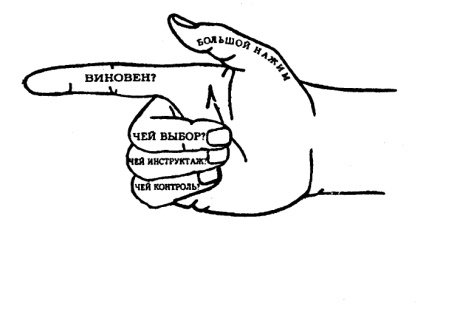 БОЛЬШОЙ НАЖИМ
ВИНОВЕН?
ЧЕЙ ВЫБОР?
ЧЕЙ ИНСТРУКТАЖ?
ЧЕЙ КОНТРОЛЬ?